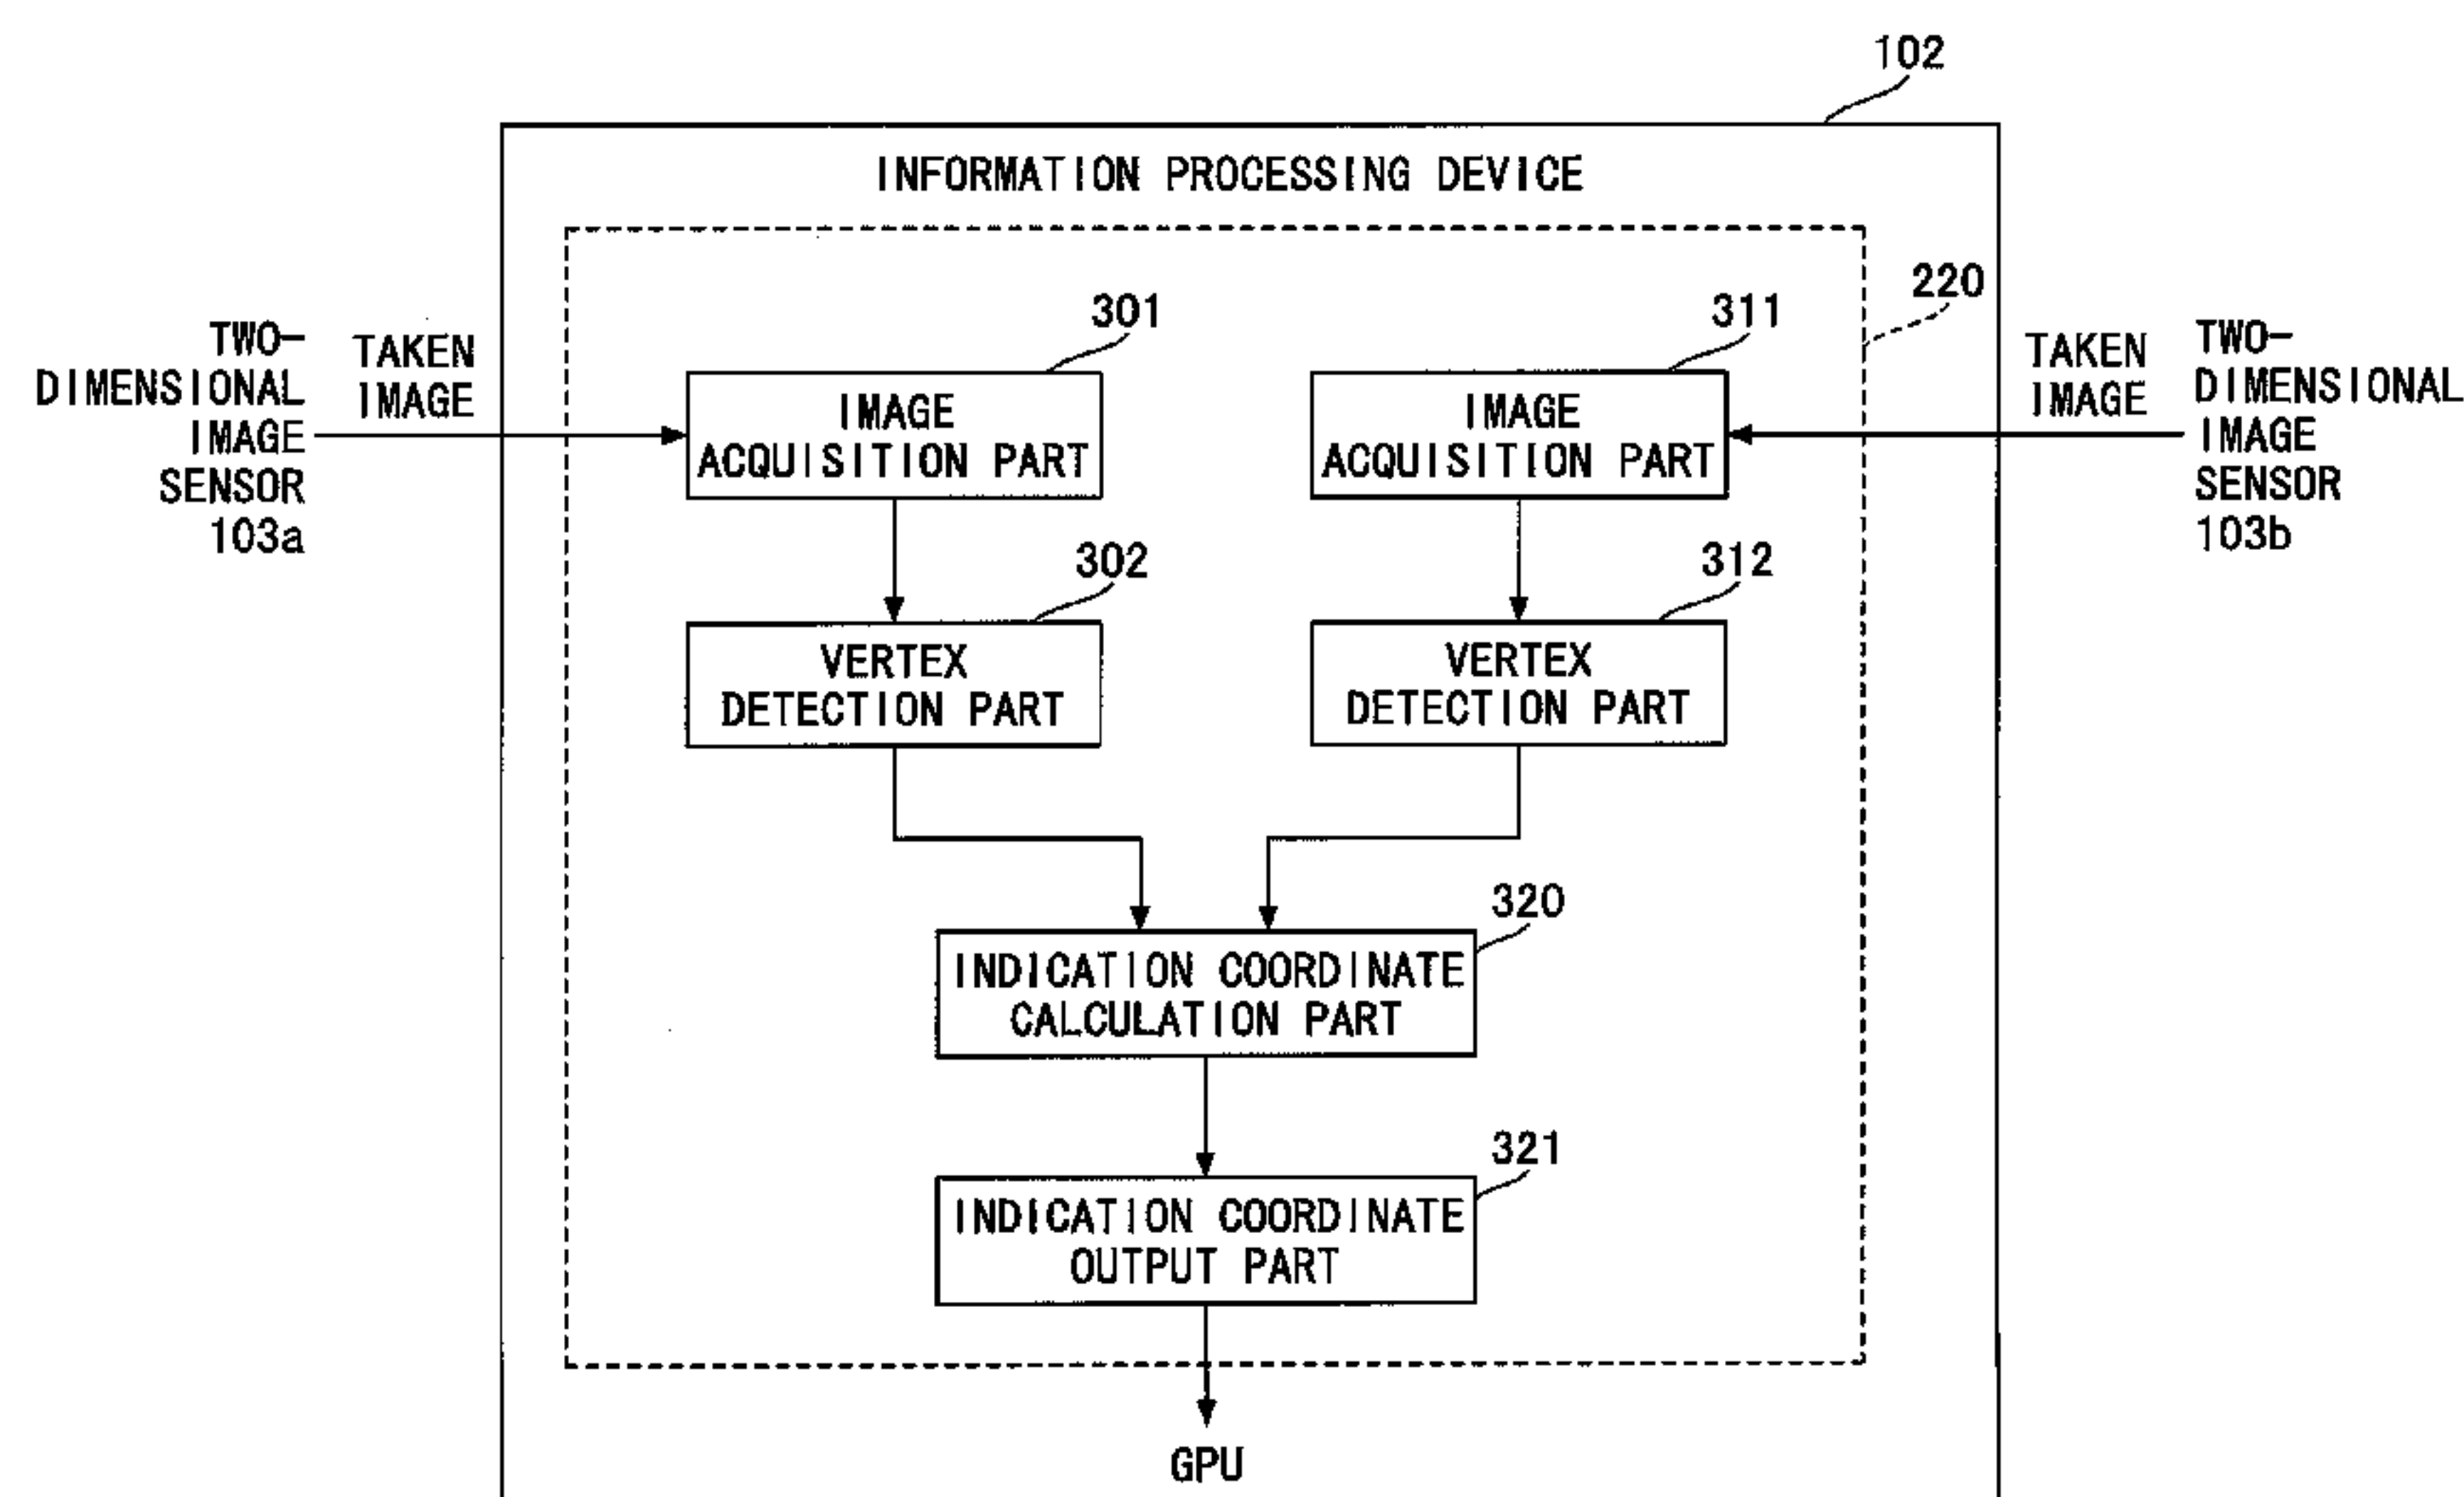 102
INFORMATION PROCESSING DEVICE
220
TWO-
DIMENSIONAL
IMAGE
SENSOR
103a
TAKEN
IMAGE
301
IMAGE
ACQUISITION PART
311
IMAGE
ACQUISITION PART
TAKEN
IMAGE
TWO-
DIMENSIONAL
IMAGE
SENSOR
103b
302
VERTEX
DETECTION PART
312
VERTEX
DETECTION PART
320
INDICATION COORDINATE
CALCULATION PART
321
INDICATION COORDINATE
OUTPUT PART
GPU